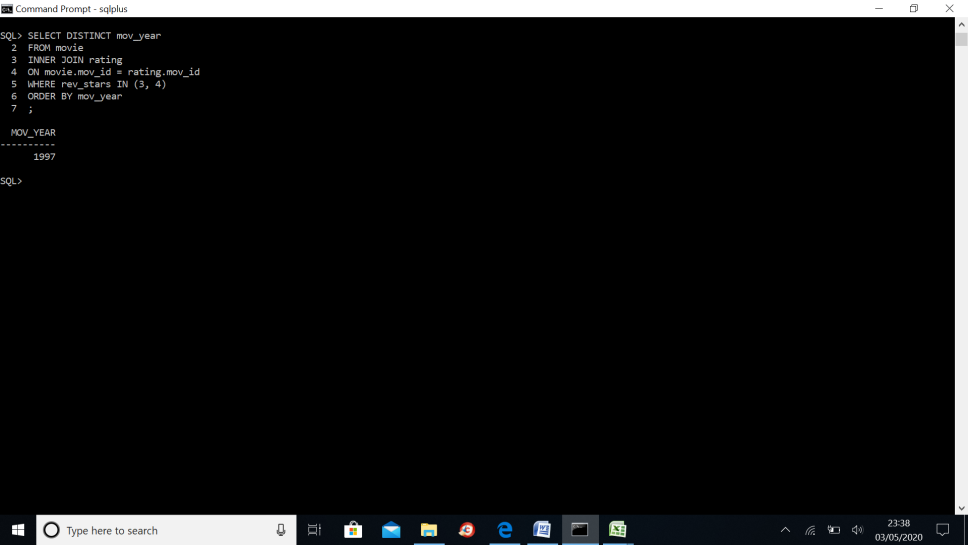 Command Prompt - sqlplus
SQL> SELECT DISTINCT mov_year
2 FROM movie
3 INNER JOIN rating
4 ON movie.mov_id = rating.mov_id
5 WHERE rev_stars IN (3, 4)
6 ORDER BY mov_year
7 ;
MOV_YEAR
----------
1997
SQL>
Type here to search
23:38
03/05/2020